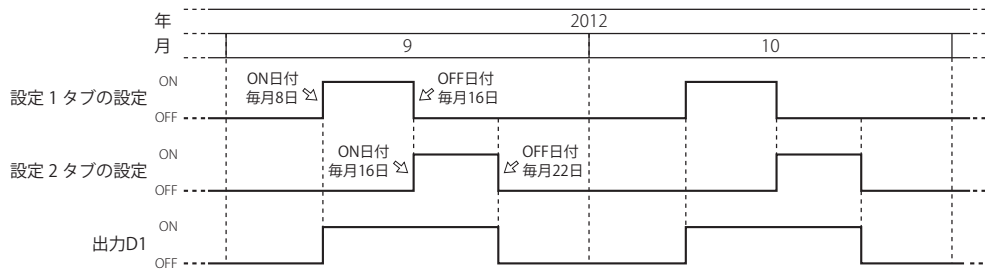 年
2012
月
9
10
設定 1 タブの設定
ON
OFF
ON日付
毎月8日
OFF日付
毎月16日
設定 2 タブの設定
ON
OFF
ON日付
毎月16日
OFF日付
毎月22日
出力D1
ON
OFF